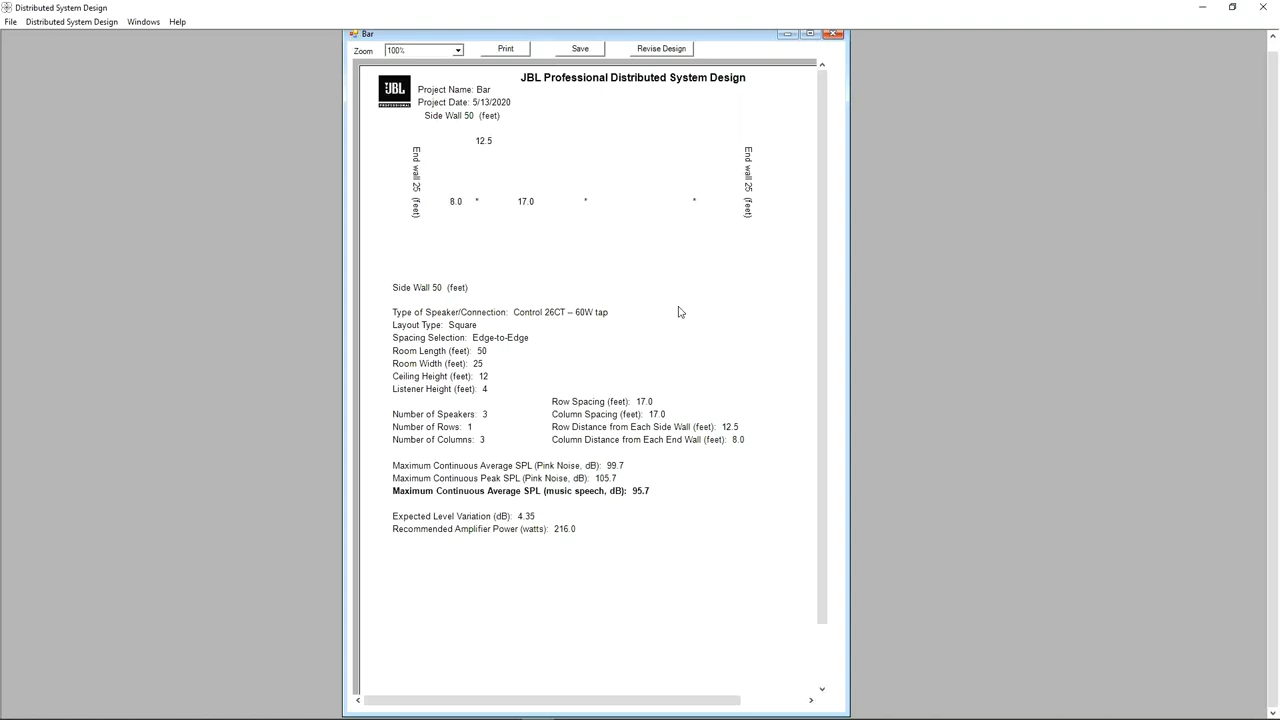 Distributed System Design
File Distributed System Design Windows Help
Bar
Zoom 100% Print Save Revise Design
JBL Professional Distributed System Design
JBL
PROFESSIONAL
Project Name: Bar
Project Date: 5/13/2020
Side Wall 50 (feet)
12.5
End wall 25 (feet)
End wall 25 (feet)
8.0 * 17.0 * *
Side Wall 50 (feet)
Type of Speaker/Connection: Control 26CT – 60W tap
Layout Type: Square
Spacing Selection: Edge-to-Edge
Room Length (feet): 50
Room Width (feet): 25
Ceiling Height (feet): 12
Listener Height (feet): 4
Row Spacing (feet): 17.0
Number of Speakers: 3 Column Spacing (feet): 17.0
Number of Rows: 1 Row Distance from Each Side Wall (feet): 12.5
Number of Columns: 3 Column Distance from Each End Wall (feet): 8.0
Maximum Continuous Average SPL (Pink Noise, dB): 99.7
Maximum Continuous Peak SPL (Pink Noise, dB): 105.7
Maximum Continuous Average SPL (music speech, dB): 95.7
Expected Level Variation (dB): 4.35
Recommended Amplifier Power (watts): 216.0